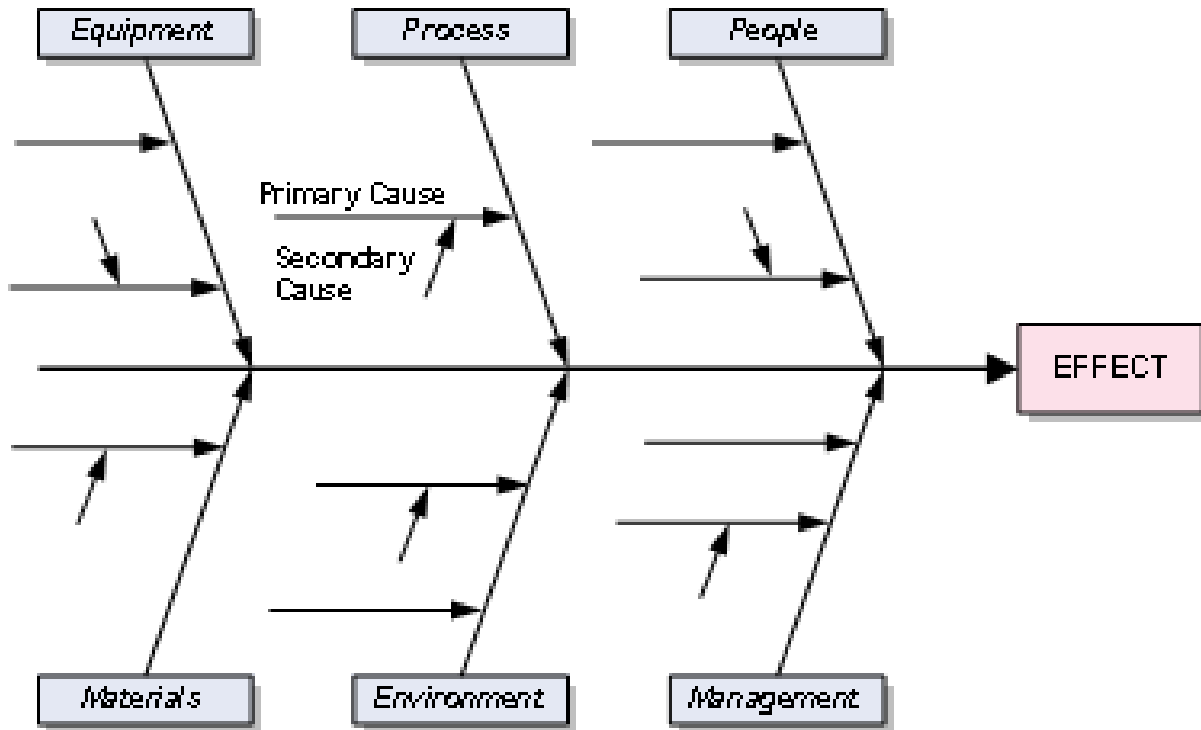 Equipment
Process
People
Primary Cause
Secondary
Cause
EFFECT
Materials
Environment
Management